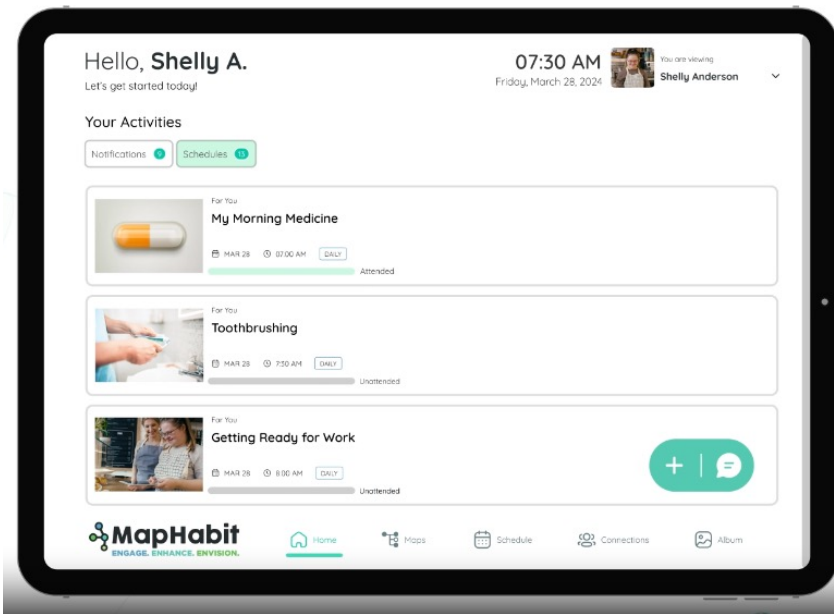 Hello, Shelly A.
Let's get started today!
07:30 AM
Friday, March 28, 2024
You are viewing
Shelly Anderson
Your Activities
Notifications 9
Schedules 15
For You
My Morning Medicine
MAR 28 07:00 AM DAILY
Attended
For You
Toothbrushing
MAR 28 7:30 AM DAILY
Unattended
For You
Getting Ready for Work
MAR 28 8:00 AM DAILY
Unattended
MapHabit
ENGAGE. ENHANCE. ENVISION.
Home
Maps
Schedule
Connections
Album